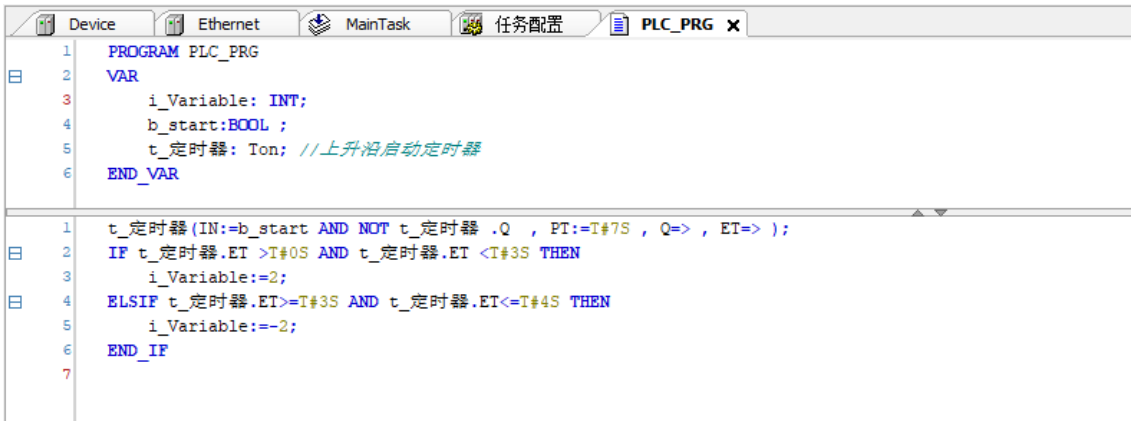 Device Ethernet MainTask 任务配置 PLC_PRG X
1 PROGRAM PLC_PRG
2 VAR
3 i_Variable: INT;
4 b_start:BOOL ;
5 t_定时器: Ton; //上升沿启动定时器
6 END_VAR
1 t_定时器(IN:=b_start AND NOT t_定时器 .Q , PT:=T#7S , Q=> , ET=> );
2 IF t_定时器.ET >T#0S AND t_定时器.ET <T#3S THEN
3 i_Variable:=2;
4 ELSIF t_定时器.ET>=T#3S AND t_定时器.ET<=T#4S THEN
5 i_Variable:=-2;
6 END_IF
7